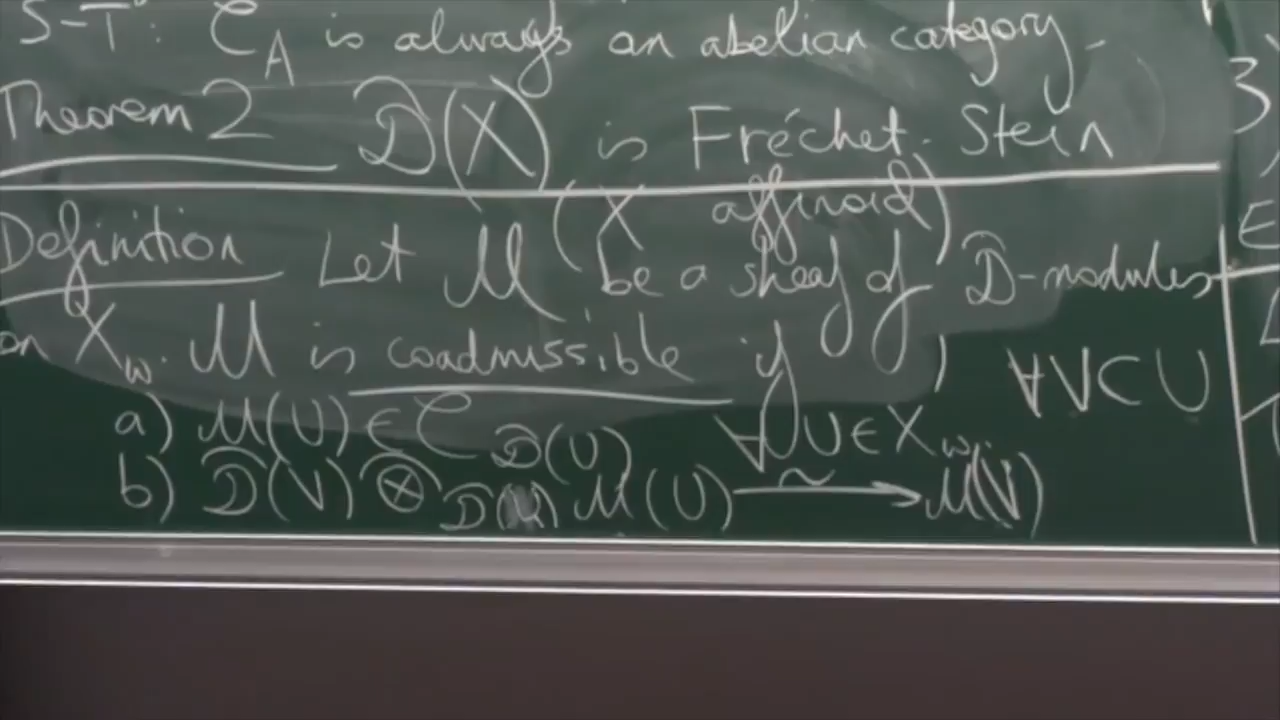 S-T: C_A is always an abelian category.
Theorem 2 D̂(X) is Fréchet-Stein
(X affinoid)
Definition Let M be a sheaf of D̂-modules
on X_w. M is coadmissible if
a) M(U) ∈ C_D̂(U) ∀U∈X_w, ∀V⊂U
b) D̂(V) ⊗̂_D̂(U) M(U) ⥲ M(V)
3
E